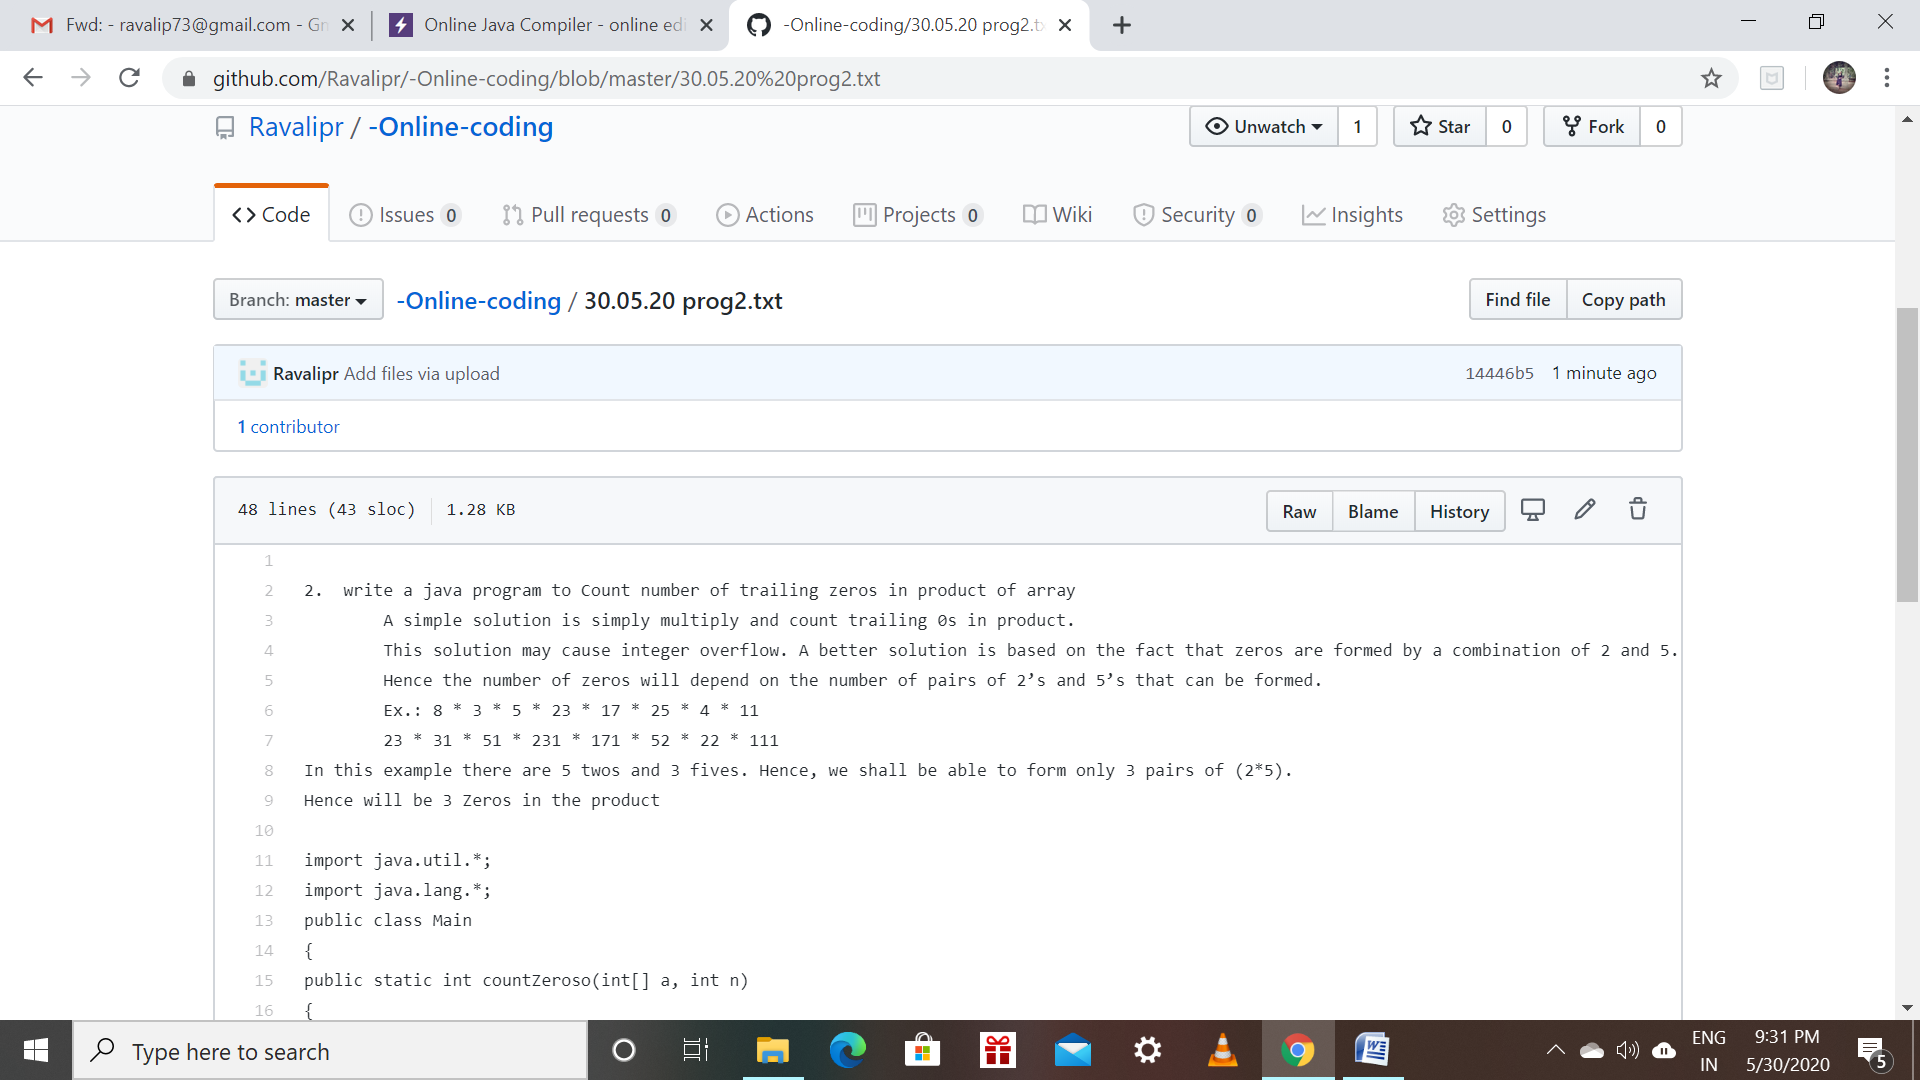 Fwd: - ravalip73@gmail.com - Gm
Online Java Compiler - online edi
-Online-coding/30.05.20 prog2.tx
github.com/Ravalipr/-Online-coding/blob/master/30.05.20%20prog2.txt
Ravalipr / -Online-coding
Unwatch 1 Star 0 Fork 0
Code Issues 0 Pull requests 0 Actions Projects 0 Wiki Security 0 Insights Settings
Branch: master -Online-coding / 30.05.20 prog2.txt Find file Copy path
Ravalipr Add files via upload 14446b5 1 minute ago
1 contributor
48 lines (43 sloc) 1.28 KB Raw Blame History
1
2 2. write a java program to Count number of trailing zeros in product of array
3 A simple solution is simply multiply and count trailing 0s in product.
4 This solution may cause integer overflow. A better solution is based on the fact that zeros are formed by a combination of 2 and 5.
5 Hence the number of zeros will depend on the number of pairs of 2’s and 5’s that can be formed.
6 Ex.: 8 * 3 * 5 * 23 * 17 * 25 * 4 * 11
7 23 * 31 * 51 * 231 * 171 * 52 * 22 * 111
8 In this example there are 5 twos and 3 fives. Hence, we shall be able to form only 3 pairs of (2*5).
9 Hence will be 3 Zeros in the product
10
11 import java.util.*;
12 import java.lang.*;
13 public class Main
14 {
15 public static int countZeroso(int[] a, int n)
16 {
Type here to search
ENG 9:31 PM
IN 5/30/2020 5